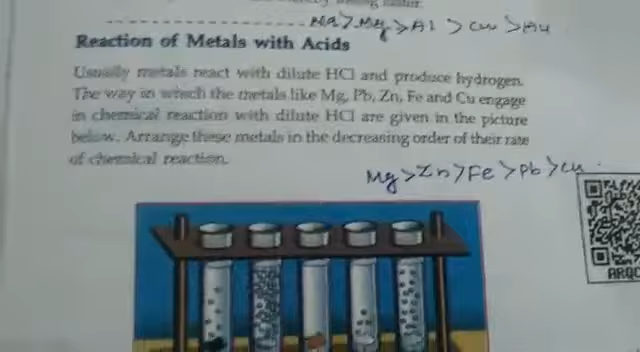 Na > Mg > Al > Cu > Au
Reaction of Metals with Acids
Usually metals react with dilute HCl and produce hydrogen.
The way in which the metals like Mg, Pb, Zn, Fe and Cu engage
in chemical reaction with dilute HCl are given in the picture
below. Arrange these metals in the decreasing order of their rate
of chemical reaction.
Mg > Zn > Fe > Pb > Cu.